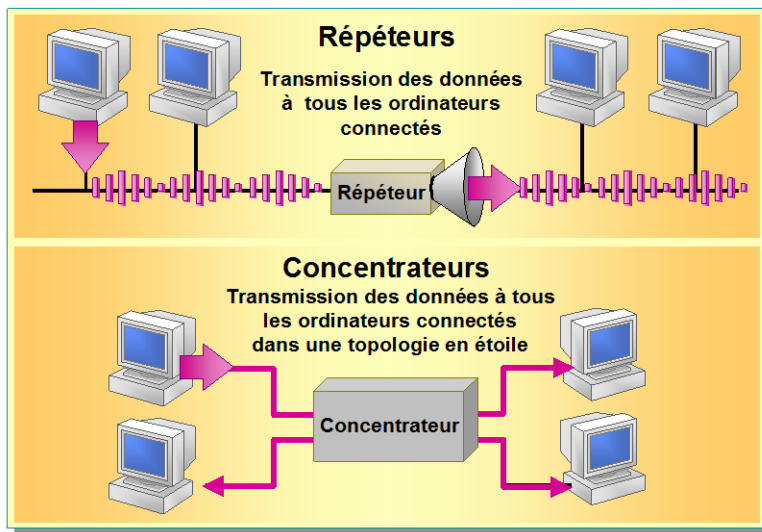 Répéteurs
Transmission des données
à tous les ordinateurs
connectés
Répéteur
Concentrateurs
Transmission des données à tous
les ordinateurs connectés
dans une topologie en étoile
Concentrateur